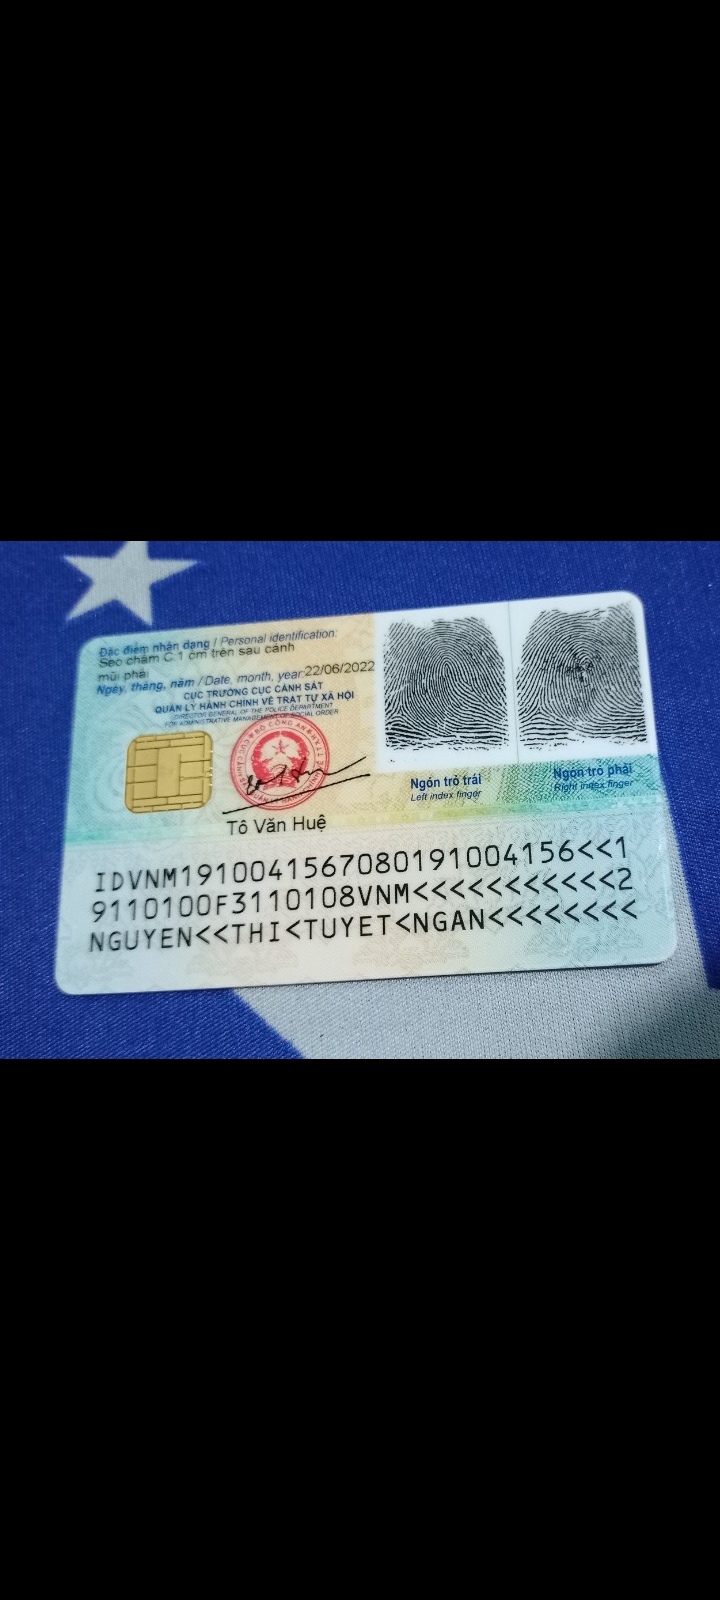 Đặc điểm nhân dạng / Personal identification:
Sẹo chấm C. 1 cm trên sau cánh
mũi phải
Ngày, tháng, năm / Date, month, year: 22/06/2022
CỤC TRƯỞNG CỤC CẢNH SÁT
QUẢN LÝ HÀNH CHÍNH VỀ TRẬT TỰ XÃ HỘI
DIRECTOR GENERAL OF THE POLICE DEPARTMENT
FOR ADMINISTRATIVE MANAGEMENT OF SOCIAL ORDER
Tô Văn Huệ
Ngón trỏ trái
Left index finger
Ngón trỏ phải
Right index finger
IDVNM1910041567080191004156<<1
9110100F3110108VNM<<<<<<<<<<<2
NGUYEN<<THI<TUYET<NGAN<<<<<<<<